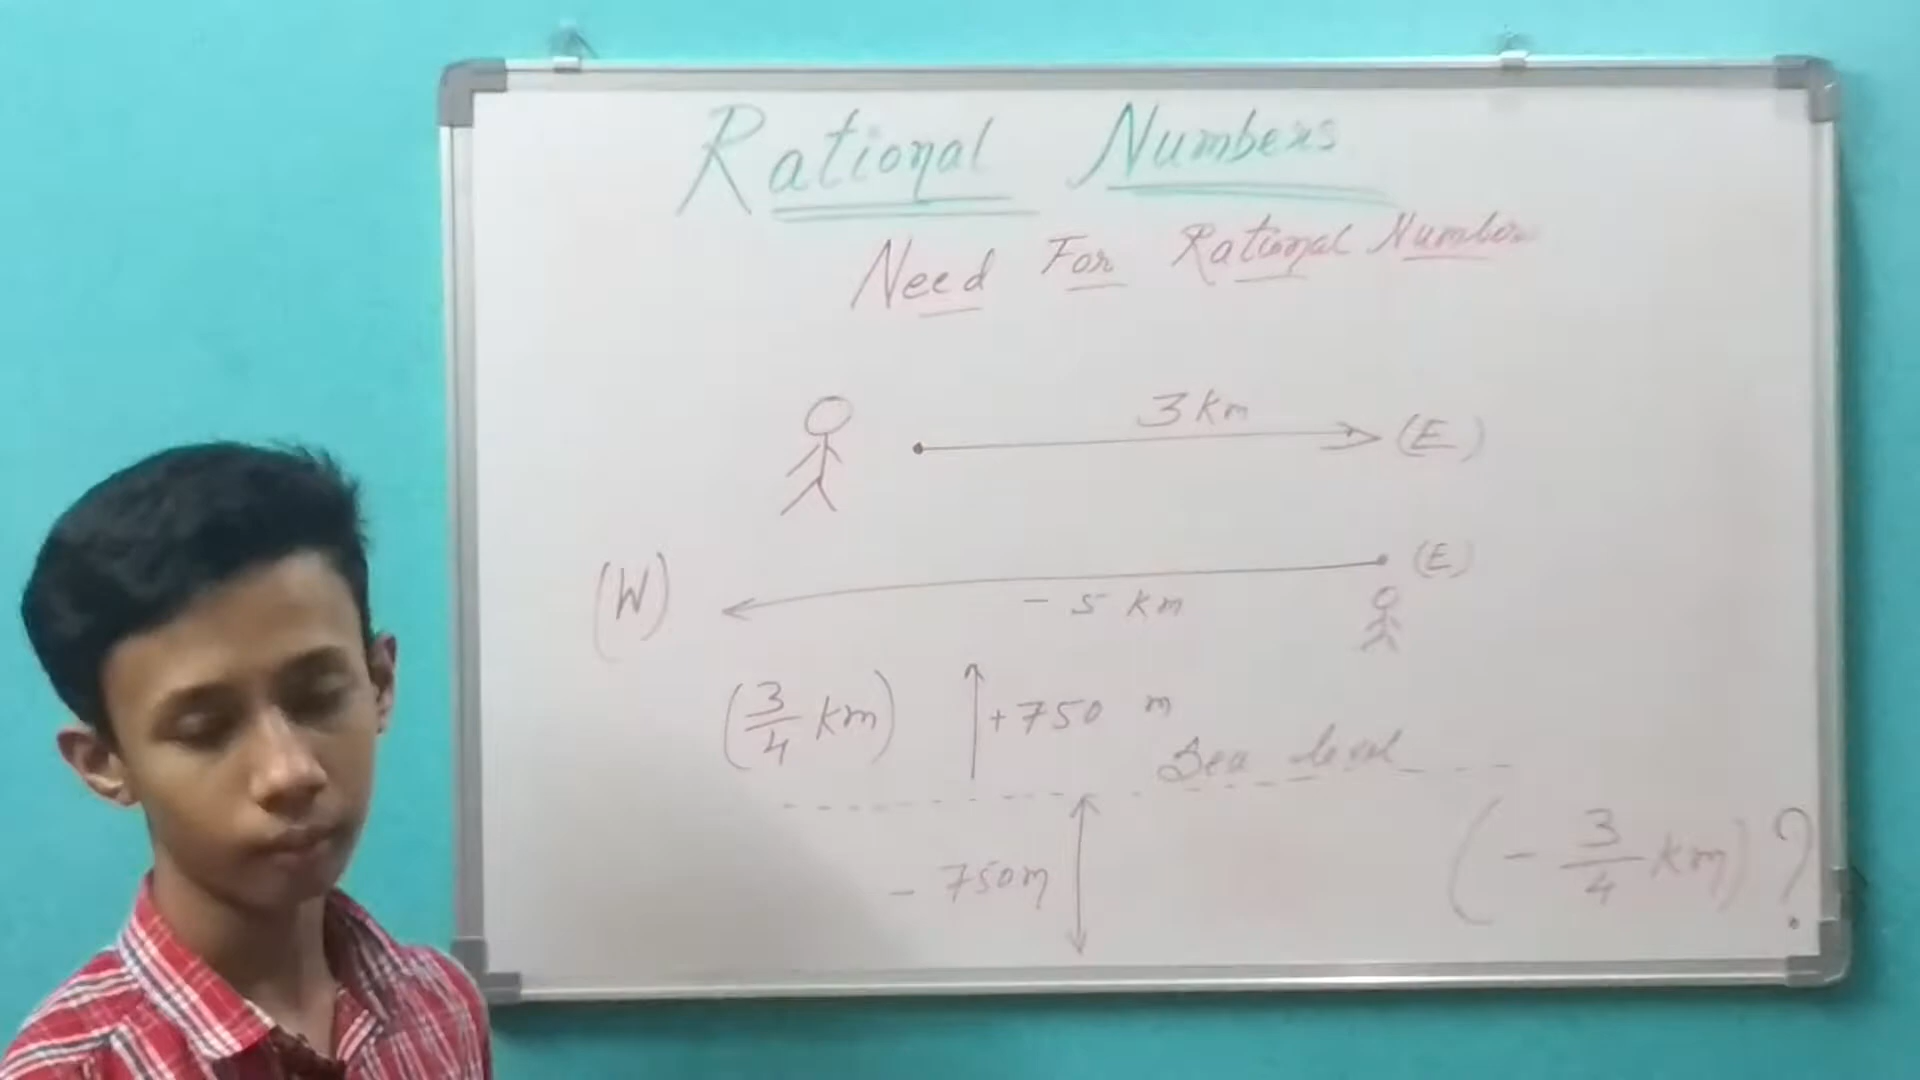 Rational Numbers
Need For Rational Number
3 Km (E)
(E)
(W)
- 5 Km
(3/4 km) +750 m
Sea level
- 750m
(- 3/4 km) ?